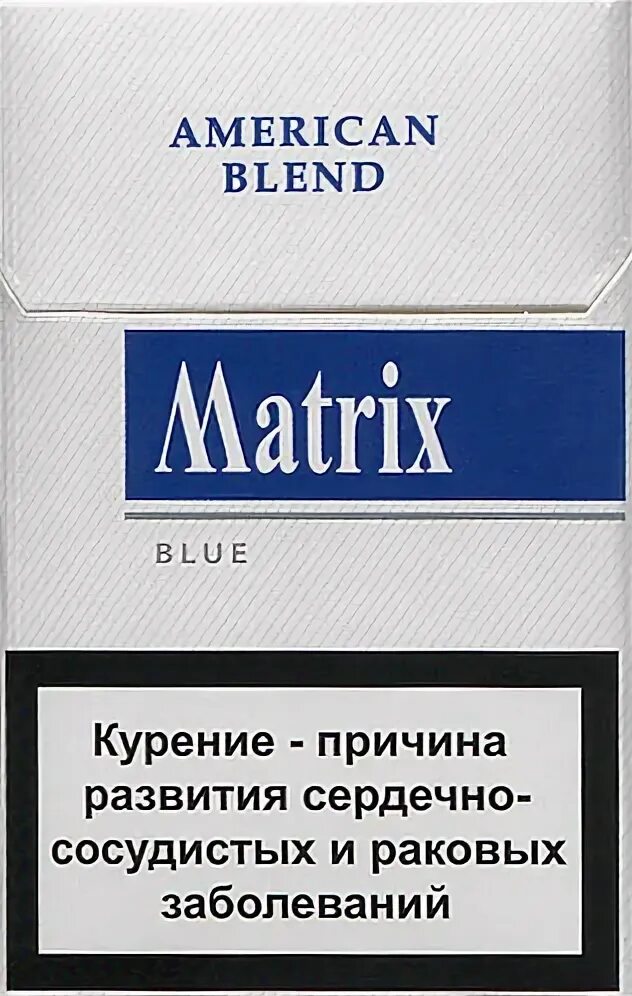 AMERICAN
BLEND
Matrix
BLUE
Курение - причина
развития сердечно-
сосудистых и раковых
заболеваний